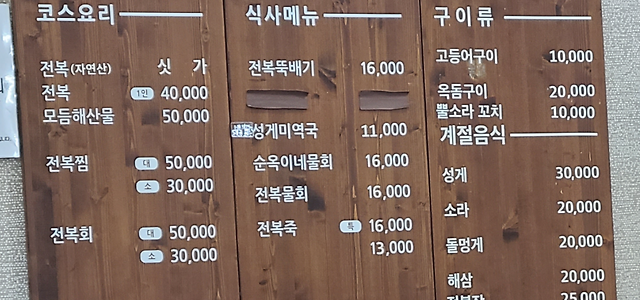 코스요리
전복(자연산) 싯 가
전복 1인 40,000
모듬해산물 50,000
전복찜 대 50,000
소 30,000
전복회 대 50,000
소 30,000
식사메뉴
전복뚝배기 16,000
성게미역국 11,000
순옥이네물회 16,000
전복물회 16,000
전복죽 특 16,000
13,000
구이류
고등어구이 10,000
옥돔구이 20,000
뿔소라 꼬치 10,000
계절음식
성게 30,000
소라 20,000
돌멍게 20,000
해삼 20,000
25,000